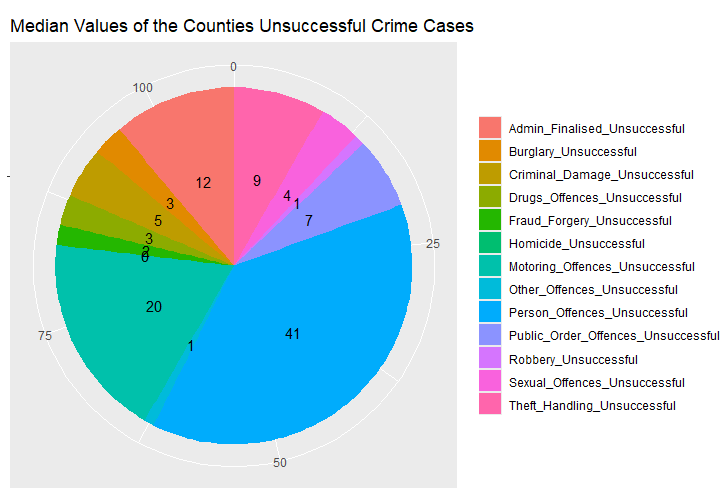 Median Values of the Counties Unsuccessful Crime Cases
0
100
25
75
50
12
9
3
4
1
5
7
3
2
0
20
41
1
Admin_Finalised_Unsuccessful
Burglary_Unsuccessful
Criminal_Damage_Unsuccessful
Drugs_Offences_Unsuccessful
Fraud_Forgery_Unsuccessful
Homicide_Unsuccessful
Motoring_Offences_Unsuccessful
Other_Offences_Unsuccessful
Person_Offences_Unsuccessful
Public_Order_Offences_Unsuccessful
Robbery_Unsuccessful
Sexual_Offences_Unsuccessful
Theft_Handling_Unsuccessful